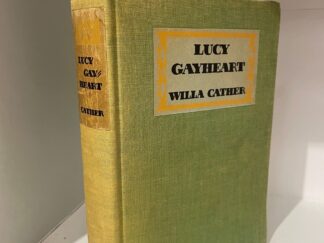 LUCY
GAY=
HEART
CATHER
LUCY
GAYHEART
WILLA CATHER